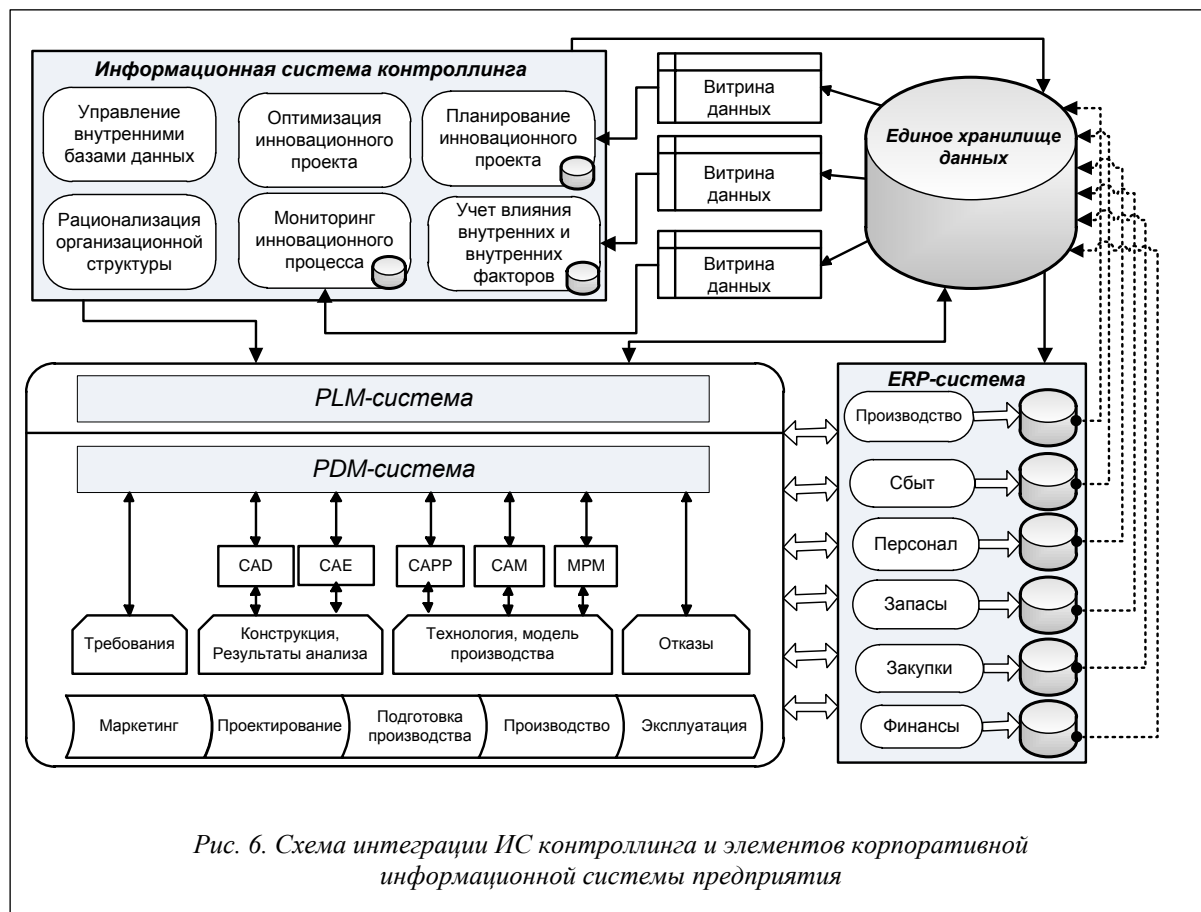 Информационная система контроллинга
Управление
внутренними
базами данных
Оптимизация
инновационного
проекта
Планирование
инновационного
проекта
Рационализация
организационной
структуры
Мониторинг
инновационного
процесса
Учет влияния
внутренних и
внутренних
факторов
Витрина
данных
Витрина
данных
Витрина
данных
Единое хранилище
данных
PLM-система
PDM-система
CAD
CAE
CAPP
CAM
MPM
Требования
Конструкция,
Результаты анализа
Технология, модель
производства
Отказы
Маркетинг
Проектирование
Подготовка
производства
Производство
Эксплуатация
ERP-система
Производство
Сбыт
Персонал
Запасы
Закупки
Финансы
Рис. 6. Схема интеграции ИС контроллинга и элементов корпоративной
информационной системы предприятия